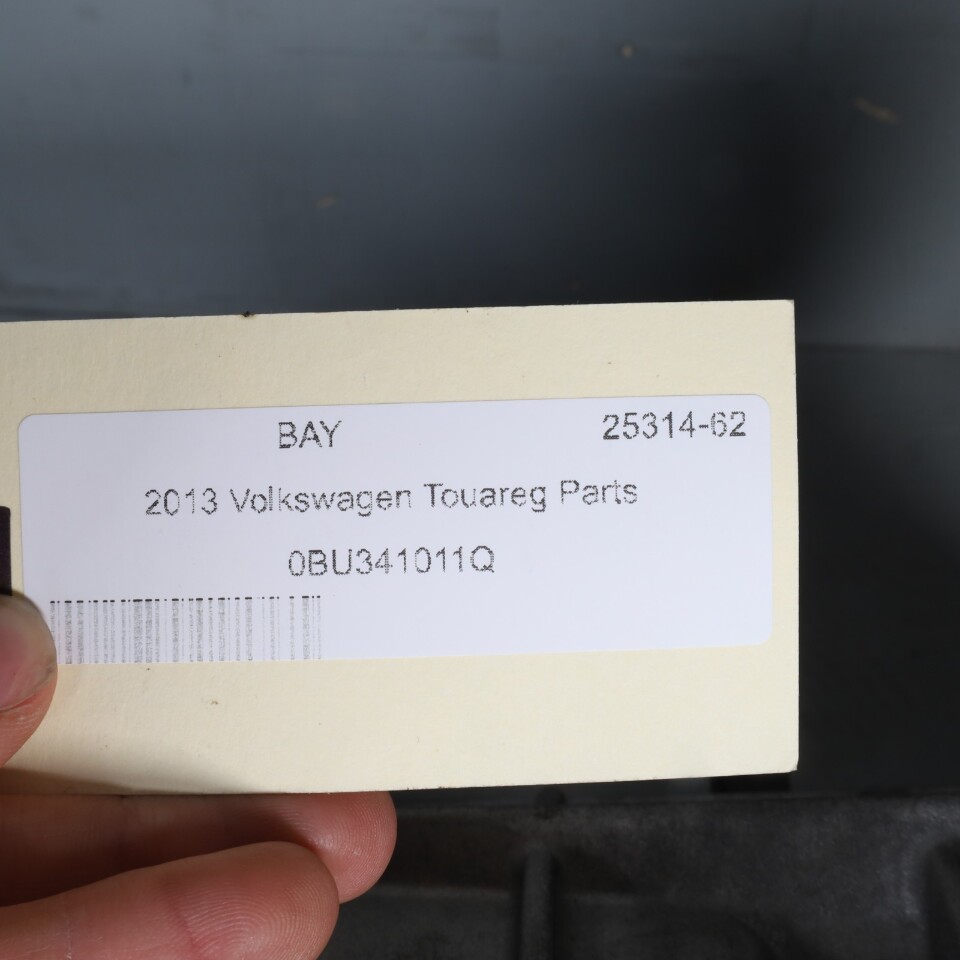 BAY 25314-62
2013 Volkswagen Touareg Parts
0BU341011Q